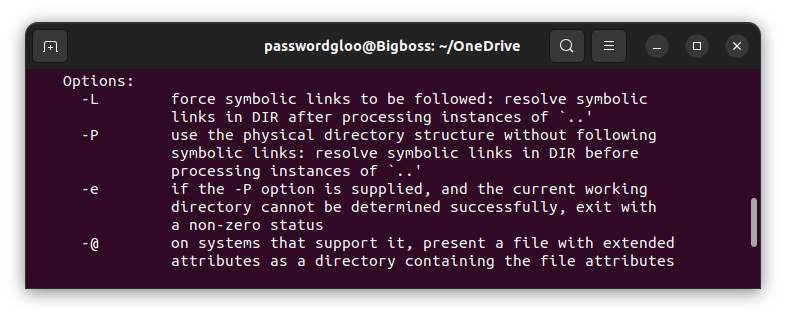 passwordgloo@Bigboss: ~/OneDrive
Options:
-L force symbolic links to be followed: resolve symbolic
links in DIR after processing instances of `..'
-P use the physical directory structure without following
symbolic links: resolve symbolic links in DIR before
processing instances of `..'
-e if the -P option is supplied, and the current working
directory cannot be determined successfully, exit with
a non-zero status
-@ on systems that support it, present a file with extended
attributes as a directory containing the file attributes